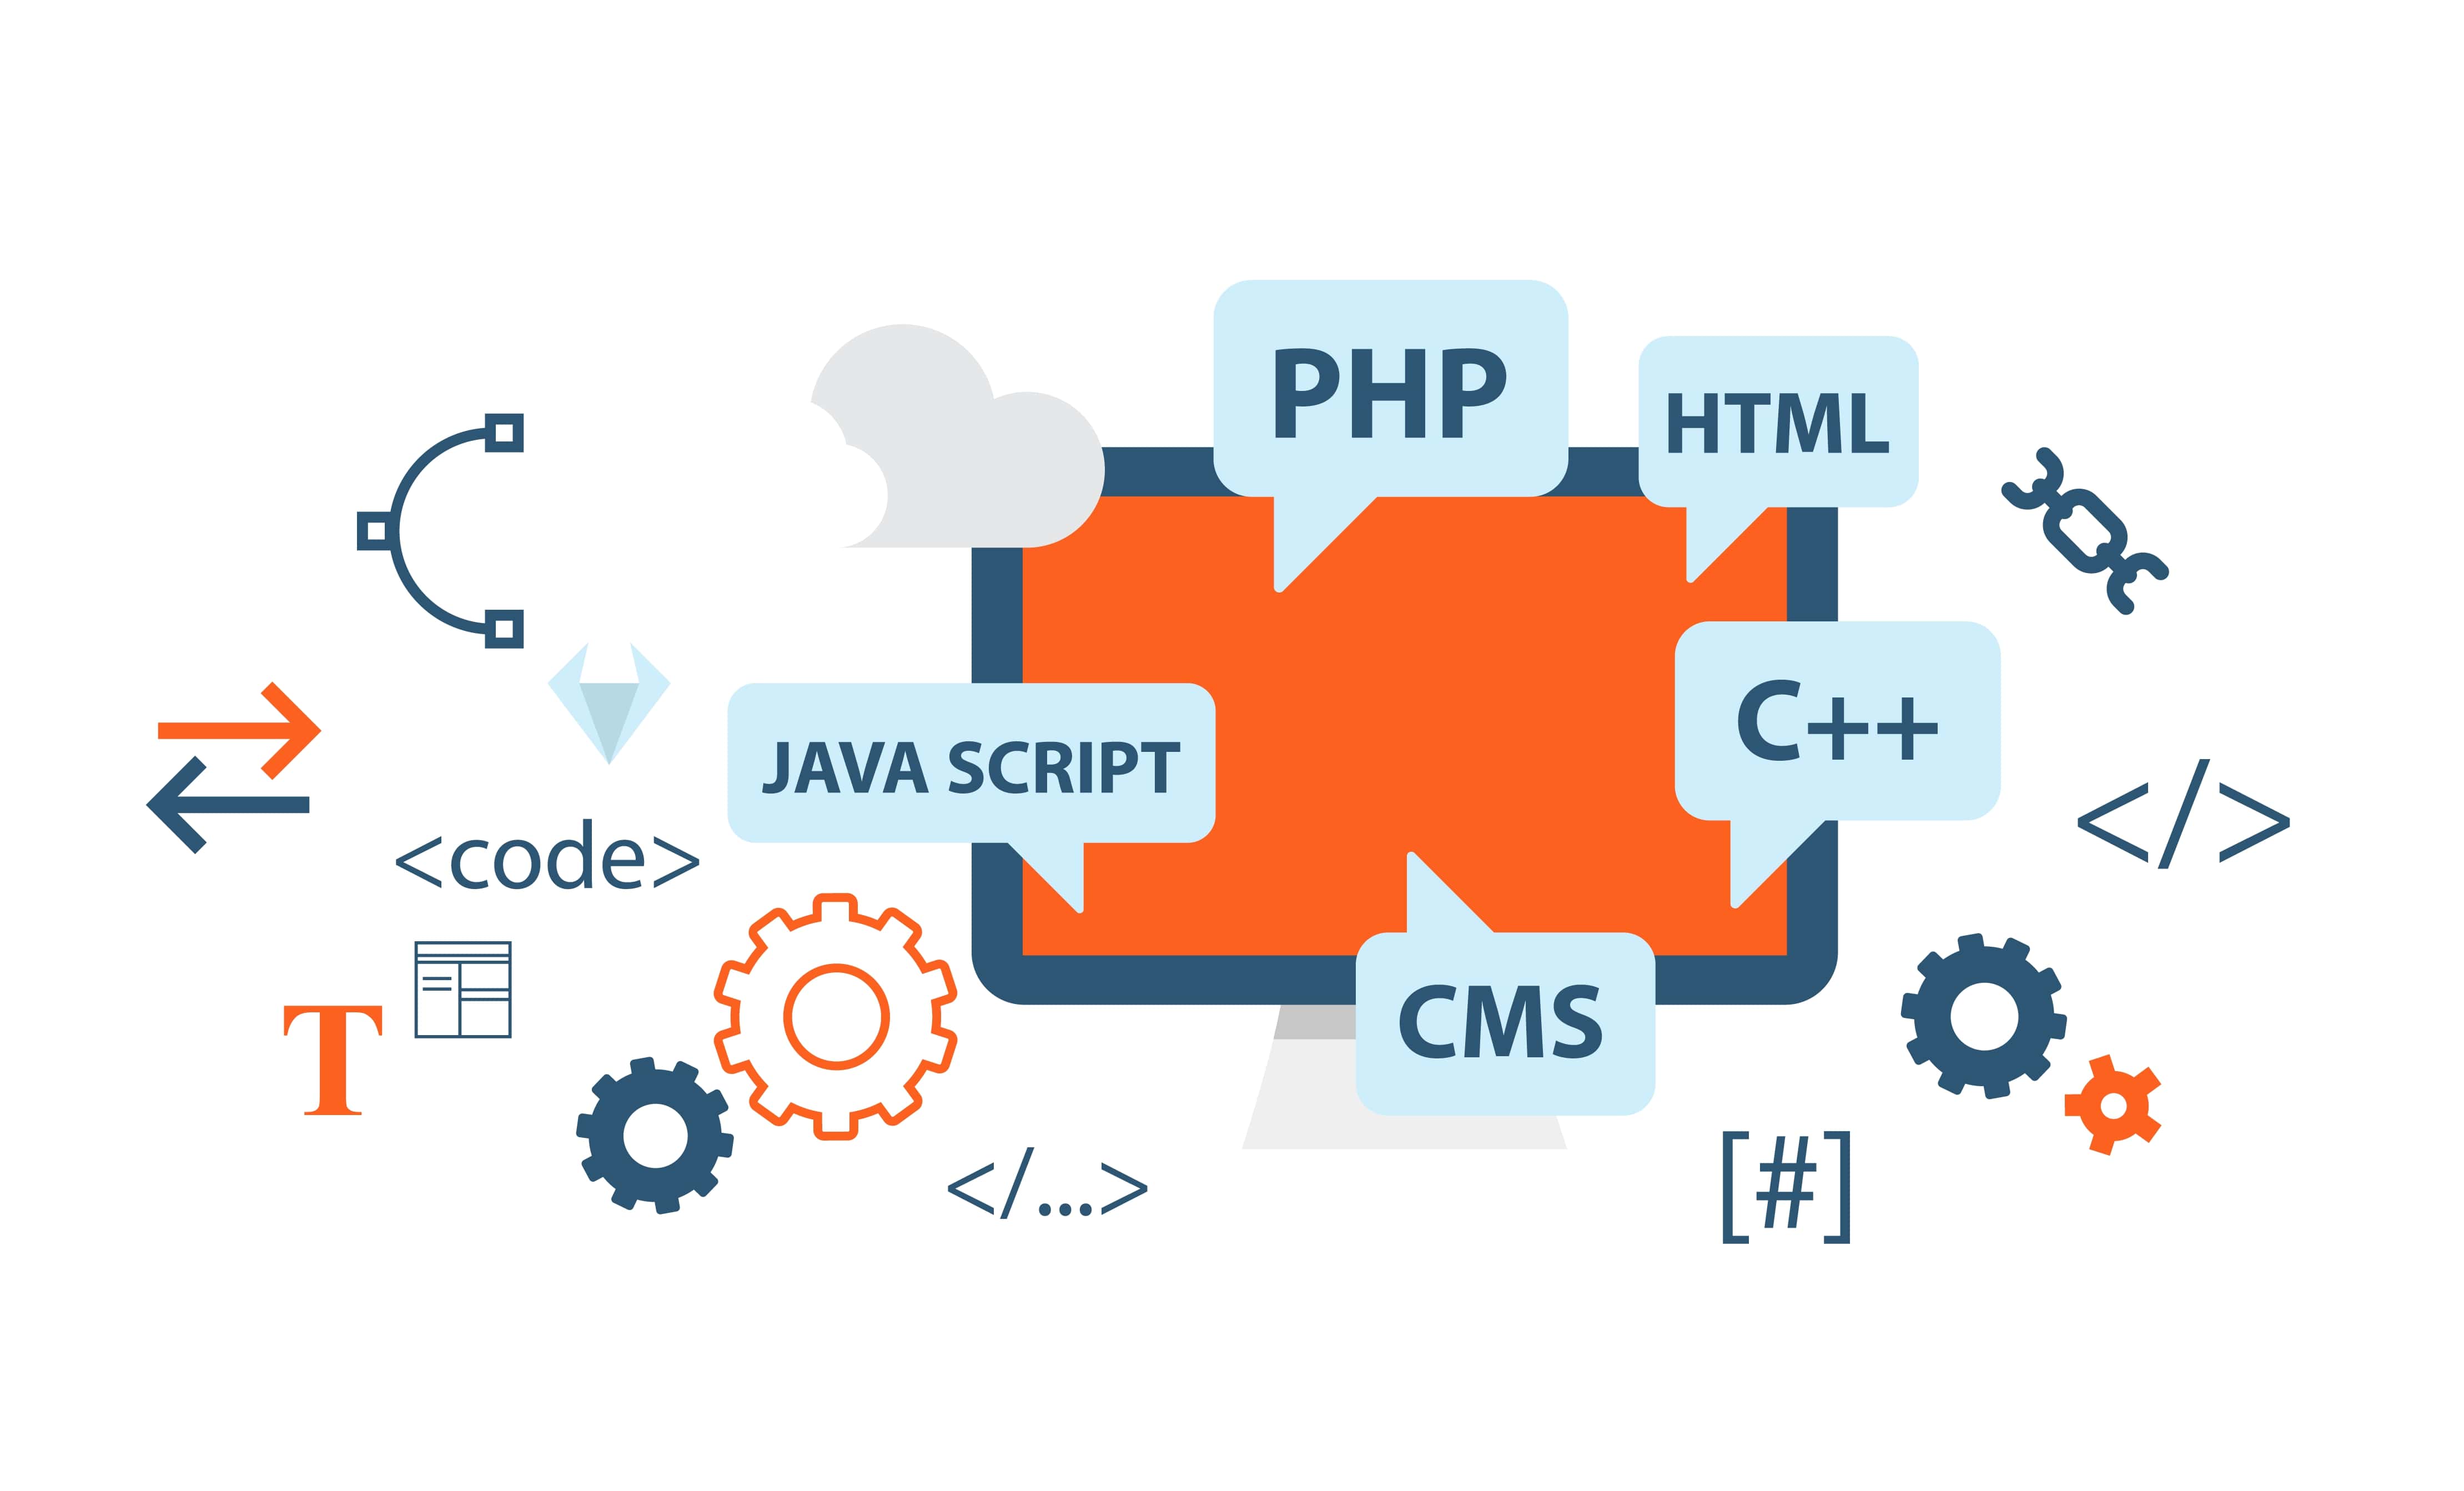 PHP
HTML
C++
JAVA SCRIPT
</>
<code>
CMS
T
</...>
[#]